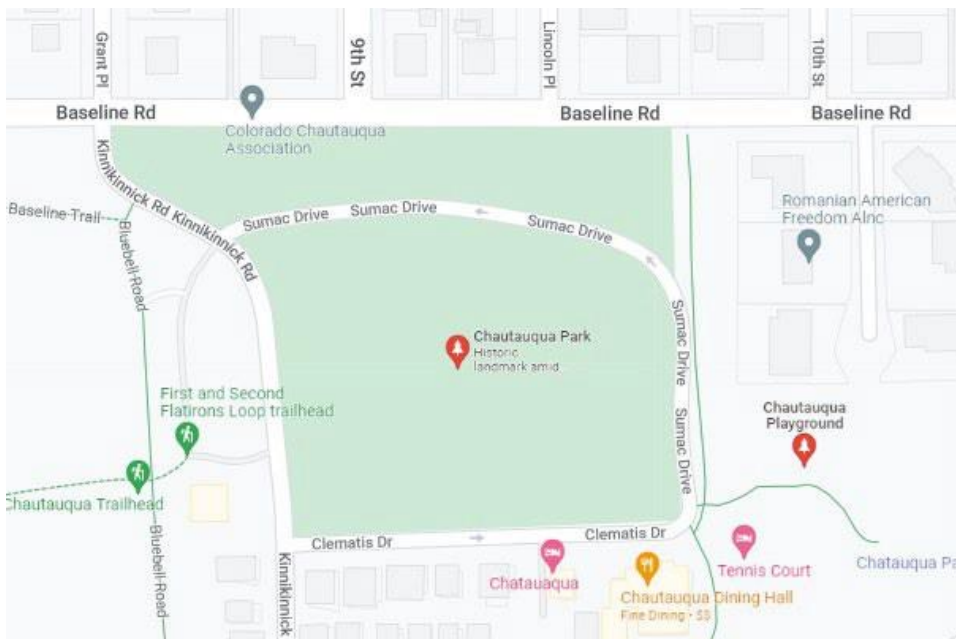 Grant Pl
9th St
Lincoln Pl
10th St
Baseline Rd
Baseline Rd
Baseline Rd
Colorado Chautauqua
Association
Kinnikinnick Rd
Kinnikinnick Rd
Baseline Trail
Bluebell-Road
Sumac Drive
Sumac Drive
Sumac Drive
Romanian American
Freedom Alnc
Sumac Drive
Chautauqua Park
Historic
landmark amid
First and Second
Flatirons Loop trailhead
Chautauqua
Playground
Sumac Drive
Chautauqua Trailhead
Bluebell-Road
Clematis Dr
Clematis Dr
Kinnikinnick
Chatauaqua
Chautauqua Dining Hall
Fine Dining • $$
Tennis Court
Chatauqua Pa